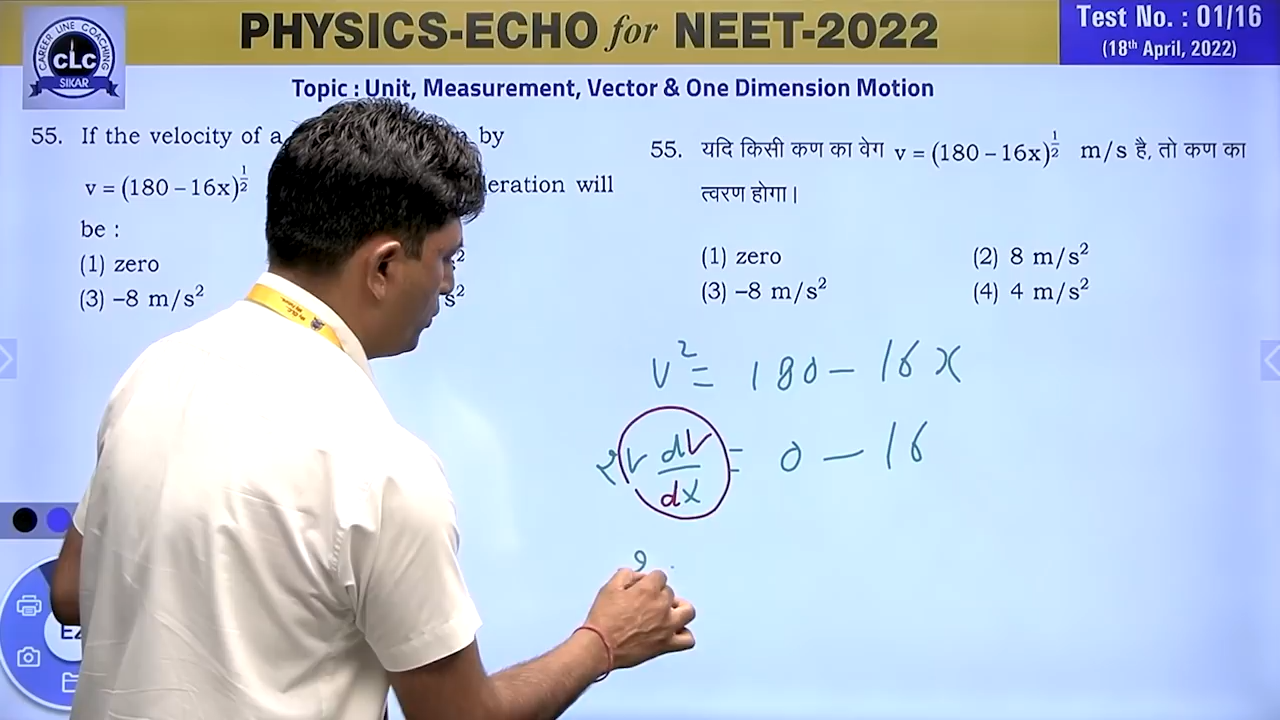 PHYSICS-ECHO for NEET-2022
Test No. : 01/16
(18th April, 2022)
CAREER LINE COACHING
CLC
SIKAR
Topic : Unit, Measurement, Vector & One Dimension Motion
55. If the velocity of a by
v = (180 – 16x)^1/2 will
be :
(1) zero
(3) –8 m/s²
55. यदि किसी कण का वेग v = (180 – 16x)^1/2 m/s है, तो कण का
त्वरण होगा।
(1) zero (2) 8 m/s²
(3) –8 m/s² (4) 4 m/s²
v² = 180 – 16x
2v dv/dx = 0 – 16